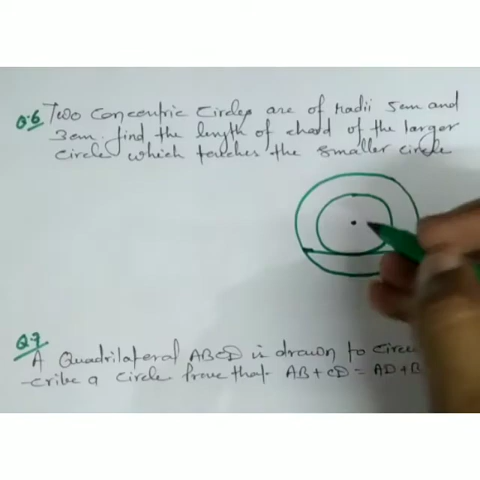 Q.6 Two Concentric Circles are of radii 5cm and
3cm. find the length of chord of the larger
circle which touches the smaller circle
Q.7
A Quadrilateral ABCD is drawn to Circu
-cribe a circle Prove that AB + CD = AD + B